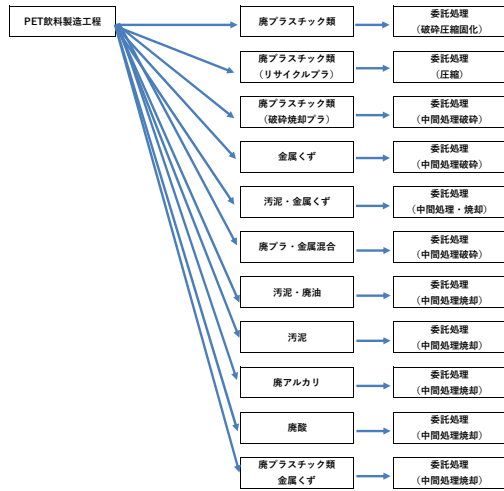 PET飲料製造工程
廃プラスチック類
委託処理
（破砕圧縮固化）
廃プラスチック類
（リサイクルプラ）
委託処理
（圧縮）
廃プラスチック類
（破砕焼却プラ）
委託処理
（中間処理破砕）
金属くず
委託処理
（中間処理破砕）
汚泥・金属くず
委託処理
（中間処理・焼却）
廃プラ・金属混合
委託処理
（中間処理破砕）
汚泥・廃油
委託処理
（中間処理焼却）
汚泥
委託処理
（中間処理焼却）
廃アルカリ
委託処理
（中間処理焼却）
廃酸
委託処理
（中間処理焼却）
廃プラスチック類
金属くず
委託処理
（中間処理焼却）